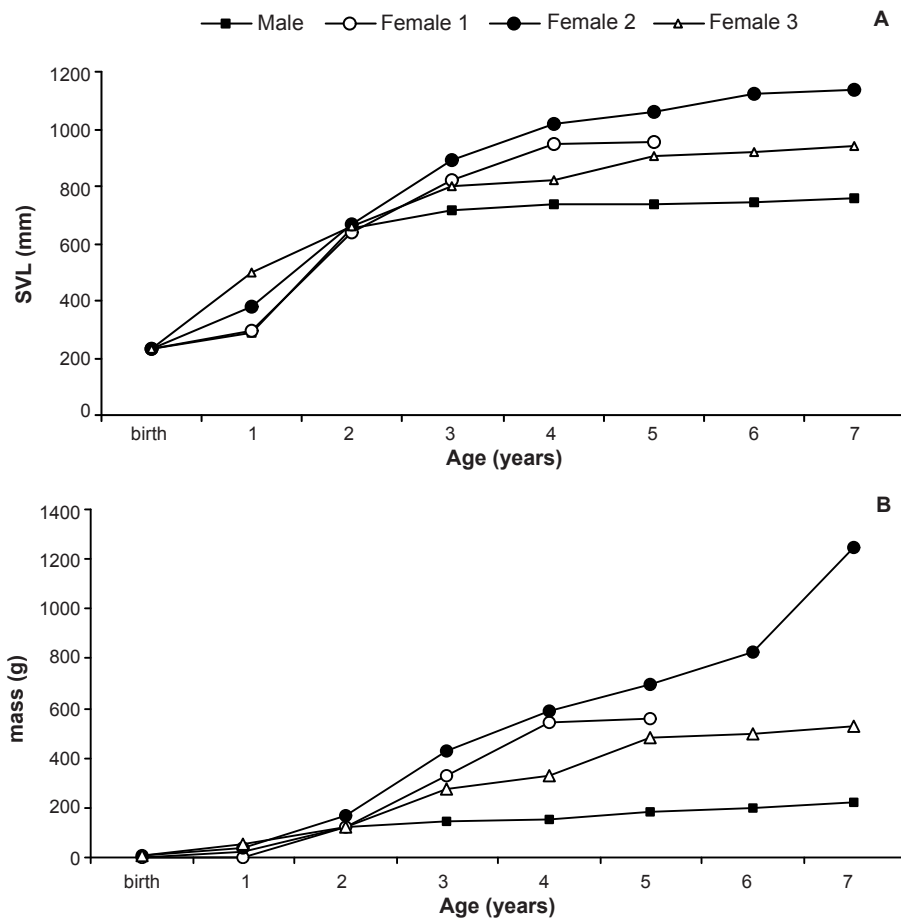 Male Female 1 Female 2 Female 3 A
1200
1000
800
600
400
200
0
SVL (mm)
birth 1 2 3 4 5 6 7
Age (years)
B
1400
1200
1000
800
600
400
200
0
mass (g)
birth 1 2 3 4 5 6 7
Age (years)